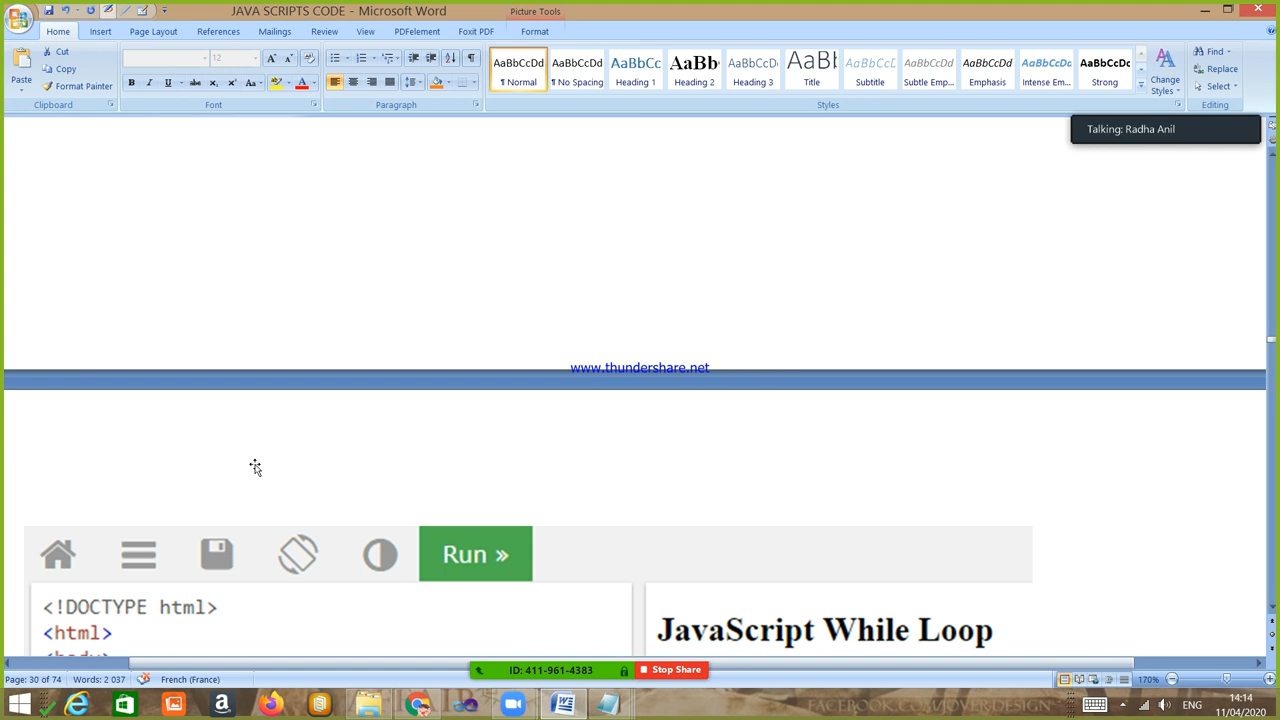 JAVA SCRIPTS CODE - Microsoft Word
Picture Tools
Home
Insert
Page Layout
References
Mailings
Review
View
PDFelement
Foxit PDF
Format
Paste
Cut
Copy
Format Painter
Clipboard
12
Font
Paragraph
AaBbCcDd
¶ Normal
AaBbCcDd
¶ No Spacing
AaBbCc
Heading 1
AaBb
Heading 2
AaBbCcD
Heading 3
AaB
Title
AaBbCcL
Subtitle
AaBbCcDd
Subtle Emp...
AaBbCcDd
Emphasis
AaBbCcDd
Intense Em...
AaBbCcDc
Strong
Change
Styles
Styles
Find
Replace
Select
Editing
Talking: Radha Anil
www.thundershare.net
Run »
<!DOCTYPE html>
<html>
<body>
JavaScript While Loop
ID: 411-961-4383
Stop Share
Page: 30 of 74
Words: 2 037
French (France)
170%
ENG
14:14
11/04/2020